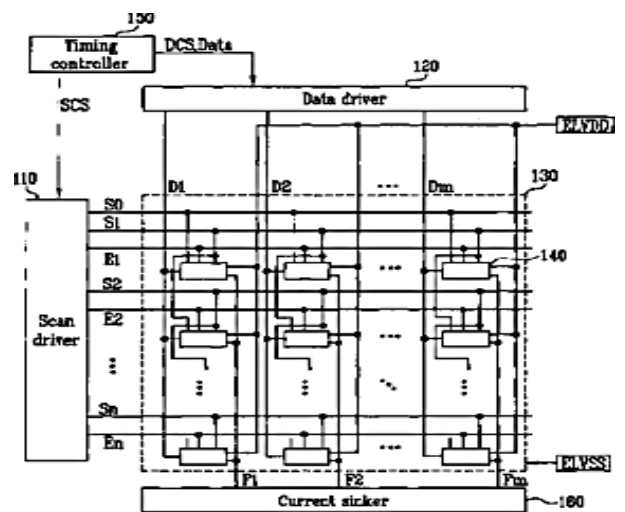 150
Timing
controller
DCS,Data
120
SCS
Data driver
ELVDD
110
D1
D2
Dm
130
S0
S1
E1
140
S2
E2
Scan
driver
Sn
En
ELVSS
F1
F2
Fm
Current sinker
160